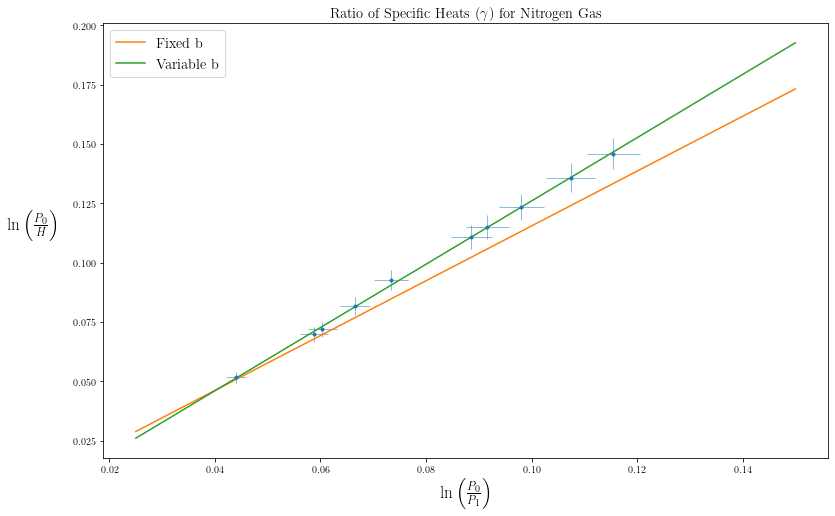 Ratio of Specific Heats (γ) for Nitrogen Gas
Fixed b
Variable b
0.200
0.175
0.150
0.125
0.100
0.075
0.050
0.025
ln (P₀/H)
0.02 0.04 0.06 0.08 0.10 0.12 0.14
ln (P₀/P₁)